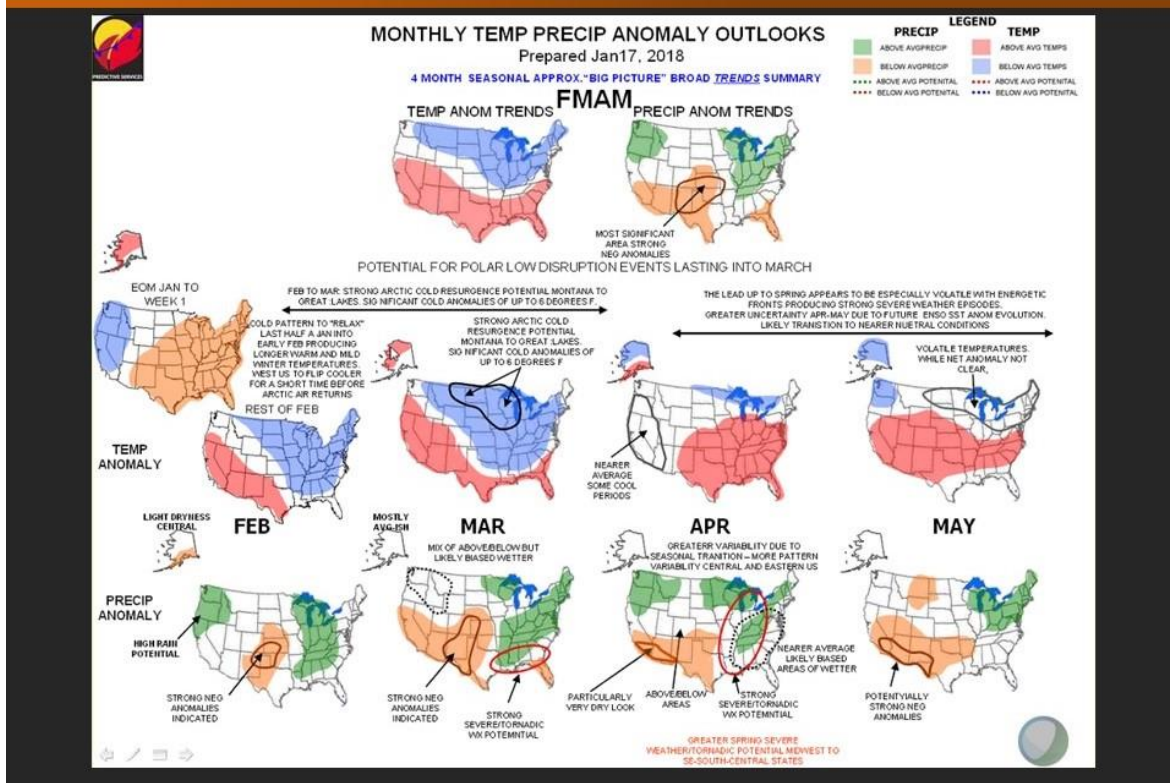 MONTHLY TEMP PRECIP ANOMALY OUTLOOKS
Prepared Jan17, 2018
4 MONTH SEASONAL APPROX."BIG PICTURE" BROAD TRENDS SUMMARY
LEGEND
PRECIP
TEMP
ABOVE AVGPRECIP
ABOVE AVG TEMPS
BELOW AVGPRECIP
BELOW AVG TEMPS
ABOVE AVG POTENITAL
ABOVE AVG POTENITAL
BELOW AVG POTENITAL
BELOW AVG POTENITAL
PREDICTIVE SERVICES
FMAM
TEMP ANOM TRENDS
PRECIP ANOM TRENDS
MOST SIGNIFICANT
AREA STRONG
NEG ANOMALIES
POTENTIAL FOR POLAR LOW DISRUPTION EVENTS LASTING INTO MARCH
EOM JAN TO
WEEK 1
COLD PATTERN TO "RELAX"
LAST HALF A JAN INTO
EARLY FEB PRODUCING
LONGER WARM AND MILD
WINTER TEMPERATURES.
WEST US TO FLIP COOLER
FOR A SHORT TIME BEFORE
ARCTIC AIR RETURNS
FEB TO MAR: STRONG ARCTIC COLD RESURGENCE POTENTIAL MONTANA TO
GREAT :LAKES. SIG NIFICANT COLD ANOMALIES OF UP TO 6 DEGREES F.
STRONG ARCTIC COLD
RESURGENCE POTENTIAL
MONTANA TO GREAT :LAKES.
SIG NIFICANT COLD ANOMALIES OF
UP TO 6 DEGREES F
THE LEAD UP TO SPRING APPEARS TO BE ESPECIALLY VOLATILE WITH ENERGETIC
FRONTS PRODUCING STRONG SEVERE WEATHER EPISODES.
GREATER UNCERTAINTY APR-MAY DUE TO FUTURE ENSO SST ANOM EVOLUTION.
LIKELY TRANISTION TO NEARER NUETRAL CONDITIONS
VOLATILE TEMPERATURES.
WHILE NET ANOMALY NOT
CLEAR,
REST OF FEB
TEMP
ANOMALY
NEARER
AVERAGE
SOME COOL
PERIODS
FEB
MAR
APR
MAY
LIGHT DRYNESS
CENTRAL
MOSTLY
AVG-ISH
MIX OF ABOVE/BELOW BUT
LIKELY BIASED WETTER
GREATERR VARIABILITY DUE TO
SEASONAL TRANITION – MORE PATTERN
VARIABILITY CENTRAL AND EASTERN US
PRECIP
ANOMALY
HIGH RAIN
POTENTIAL
STRONG NEG
ANOMALIES
INDICATED
STRONG NEG
ANOMALIES
INDICATED
STRONG
SEVERE/TORNADIC
WX POTEMNTIAL
PARTICULARLY
VERY DRY LOOK
ABOVE/BELOW
AREAS
STRONG
SEVERE/TORNADIC
WX POTEMNTIAL
NEARER AVERAGE
LIKELY BIASED
AREAS OF WETTER
POTENTYIALLY
STRONG NEG
ANOMALIES
GREATER SPRING SEVERE
WEATHER/TORNADIC POTENTIAL MIDWEST TO
SE-SOUTH-CENTRAL STATES